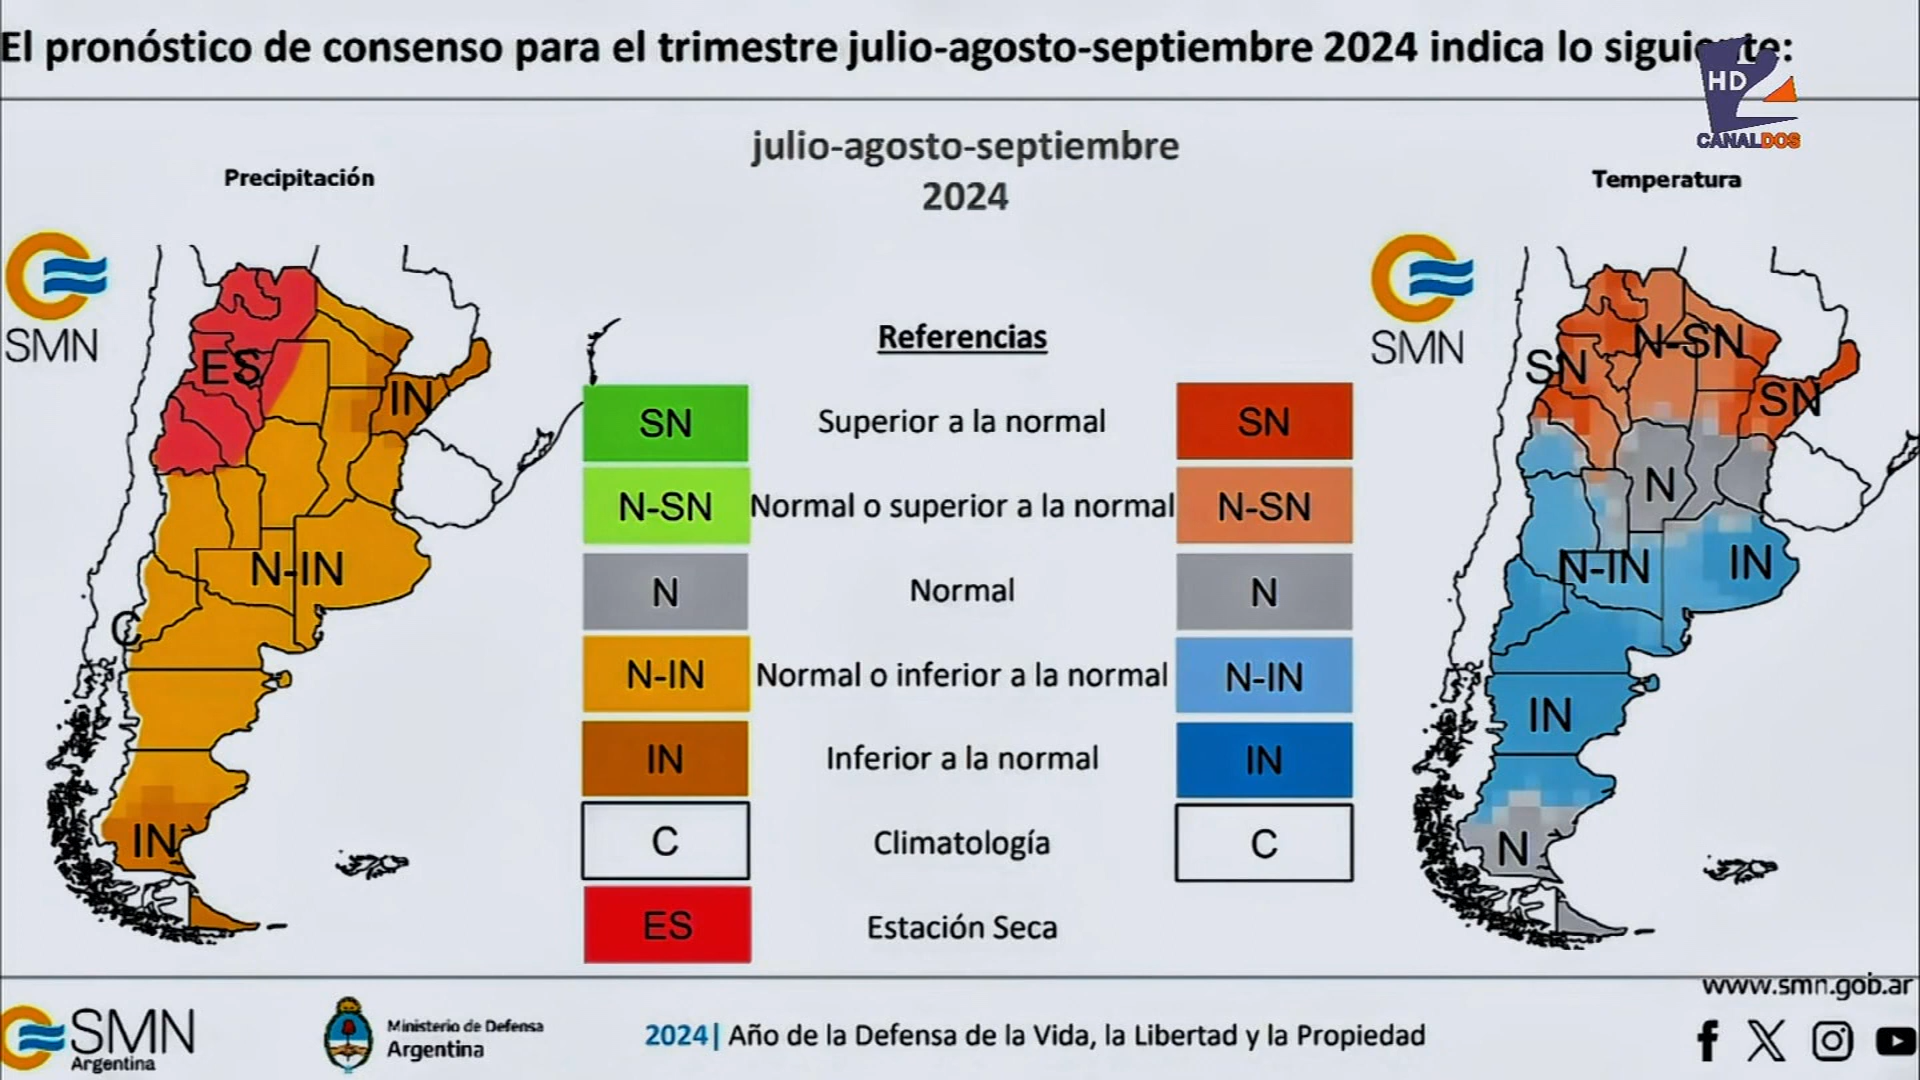 El pronóstico de consenso para el trimestre julio-agosto-septiembre 2024 indica lo siguiente:
HD
CANALDOS
julio-agosto-septiembre
2024
Precipitación
Temperatura
SMN
ES
IN
N-IN
C
IN
Referencias
SN Superior a la normal SN
N-SN Normal o superior a la normal N-SN
N Normal N
N-IN Normal o inferior a la normal N-IN
IN Inferior a la normal IN
C Climatología C
ES Estación Seca
SMN
N-SN
SN
SN
N
N-IN
IN
IN
N
www.smn.gob.ar
SMN
Argentina
Ministerio de Defensa
Argentina
2024| Año de la Defensa de la Vida, la Libertad y la Propiedad